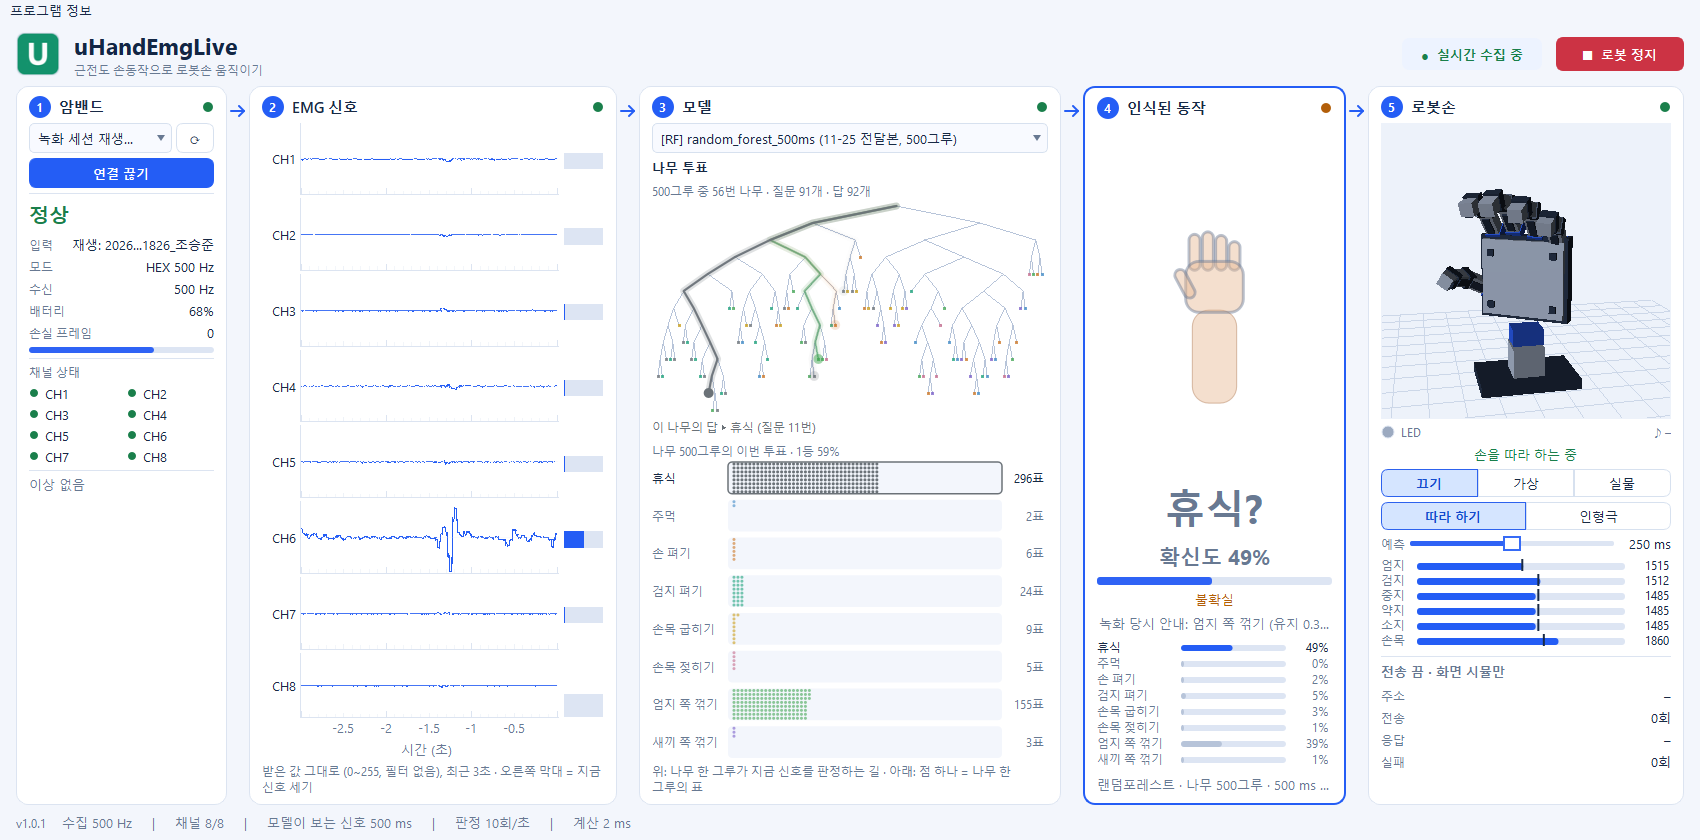 프로그램 정보
U
uHandEmgLive
근전도 손동작으로 로봇손 움직이기
● 실시간 수집 중
■ 로봇 정지
1 암밴드
녹화 세션 재생...
연결 끊기
정상
입력 재생: 2026...1826_조승준
모드 HEX 500 Hz
수신 500 Hz
배터리 68%
손실 프레임 0
채널 상태
CH1 CH2
CH3 CH4
CH5 CH6
CH7 CH8
이상 없음
2 EMG 신호
CH1
CH2
CH3
CH4
CH5
CH6
CH7
CH8
-2.5 -2 -1.5 -1 -0.5
시간 (초)
받은 값 그대로 (0~255, 필터 없음), 최근 3초 · 오른쪽 막대 = 지금
신호 세기
3 모델
[RF] random_forest_500ms (11-25 전달본, 500그루)
나무 투표
500그루 중 56번 나무 · 질문 91개 · 답 92개
이 나무의 답 ▸ 휴식 (질문 11번)
나무 500그루의 이번 투표 · 1등 59%
휴식 296표
주먹 2표
손 펴기 6표
검지 펴기 24표
손목 굽히기 9표
손목 젖히기 5표
엄지 쪽 꺾기 155표
새끼 쪽 꺾기 3표
위: 나무 한 그루가 지금 신호를 판정하는 길 · 아래: 점 하나 = 나무 한
그루의 표
4 인식된 동작
휴식?
확신도 49%
불확실
녹화 당시 안내: 엄지 쪽 꺾기 (유지 0.3...
휴식 49%
주먹 0%
손 펴기 2%
검지 펴기 5%
손목 굽히기 3%
손목 젖히기 1%
엄지 쪽 꺾기 39%
새끼 쪽 꺾기 1%
랜덤포레스트 · 나무 500그루 · 500 ms ...
5 로봇손
LED ♪ –
손을 따라 하는 중
끄기 가상 실물
따라 하기 인형극
예측 250 ms
엄지 1515
검지 1512
중지 1485
약지 1485
소지 1485
손목 1860
전송 끔 · 화면 시뮬만
주소 –
전송 0회
응답 –
실패 0회
v1.0.1 수집 500 Hz | 채널 8/8 | 모델이 보는 신호 500 ms | 판정 10회/초 | 계산 2 ms